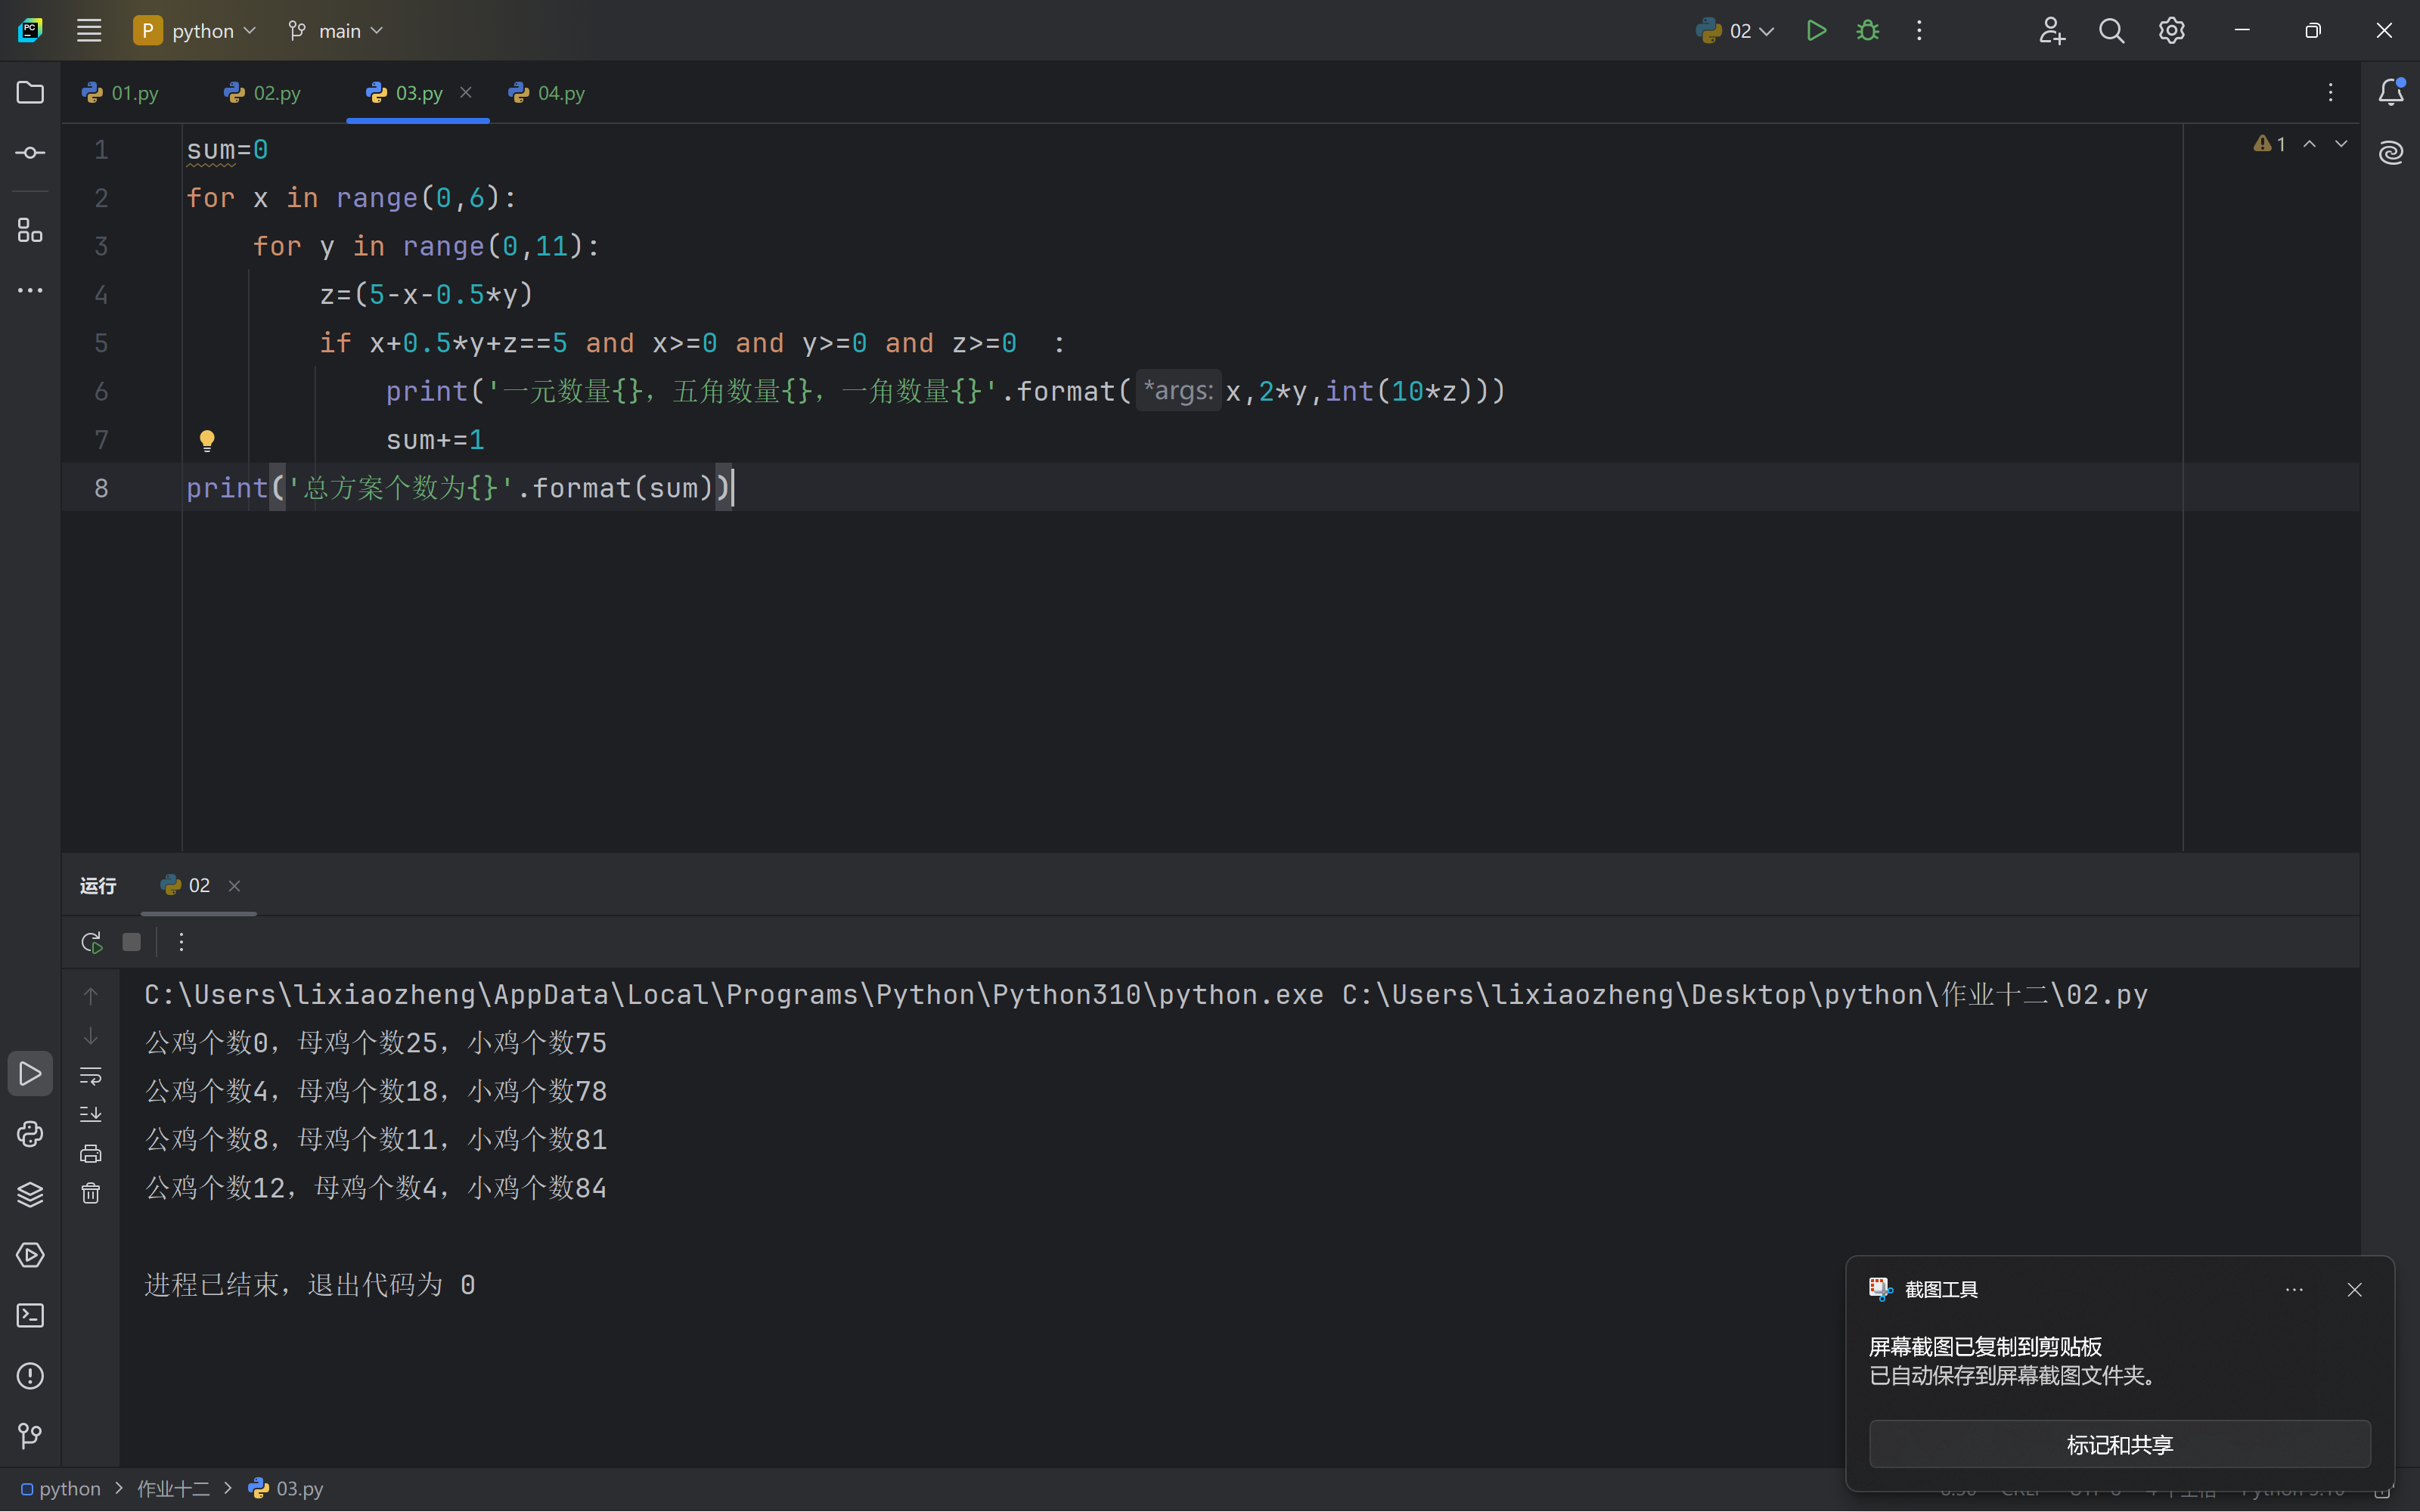 PC
P python main 02
01.py 02.py 03.py 04.py
1 sum=0
1
2 for x in range(0,6):
3 for y in range(0,11):
4 z=(5-x-0.5*y)
5 if x+0.5*y+z==5 and x>=0 and y>=0 and z>=0 :
6 print('一元数量{}，五角数量{}，一角数量{}'.format( *args: x,2*y,int(10*z)))
7 sum+=1
8 print('总方案个数为{}'.format(sum))
运行 02
C:\Users\lixiaozheng\AppData\Local\Programs\Python\Python310\python.exe C:\Users\lixiaozheng\Desktop\python\作业十二\02.py
公鸡个数0，母鸡个数25，小鸡个数75
公鸡个数4，母鸡个数18，小鸡个数78
公鸡个数8，母鸡个数11，小鸡个数81
公鸡个数12，母鸡个数4，小鸡个数84
进程已结束，退出代码为 0
截图工具
屏幕截图已复制到剪贴板
已自动保存到屏幕截图文件夹。
标记和共享
python 作业十二 03.py